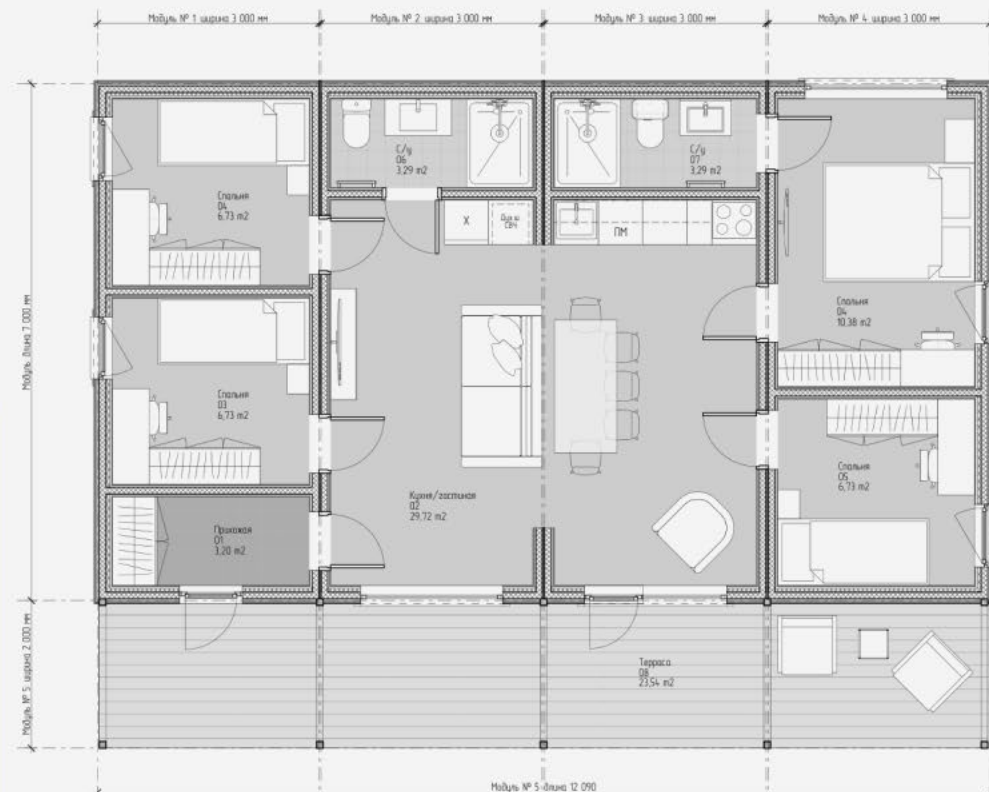 Модуль № 1 ширина 3 000 мм
Модуль № 2 ширина 3 000 мм
Модуль № 3 ширина 3 000 мм
Модуль № 4 ширина 3 000 мм
Модуль длина 7 000 мм
Спальня
04
6,73 m2
С/у
06
3,29 m2
С/у
07
3,29 m2
Х
Дух.ш
СВЧ
ПМ
Спальня
04
10,38 m2
Спальня
03
6,73 m2
Кухня/гостиная
02
29,72 m2
Спальня
05
6,73 m2
Прихожая
01
3,20 m2
Модуль № 5 ширина 2 000 мм
Терраса
08
23,54 m2
Модуль № 5 длина 12 090